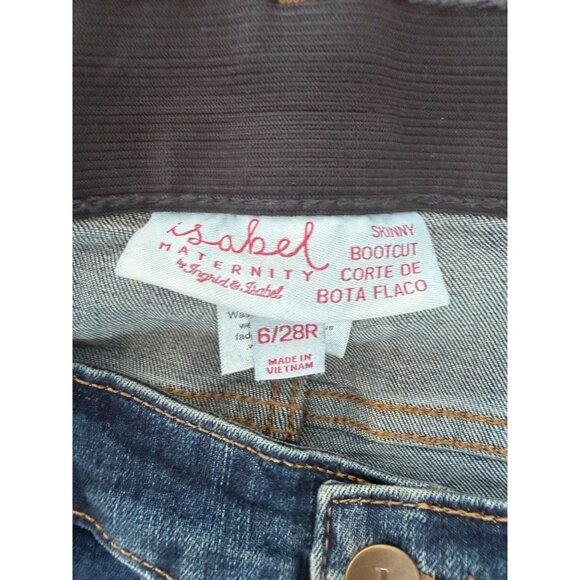 isabel
MATERNITY
by Ingrid & Isabel
SKINNY
BOOTCUT
CORTE DE
BOTA FLACO
6/28R
MADE IN
VIETNAM